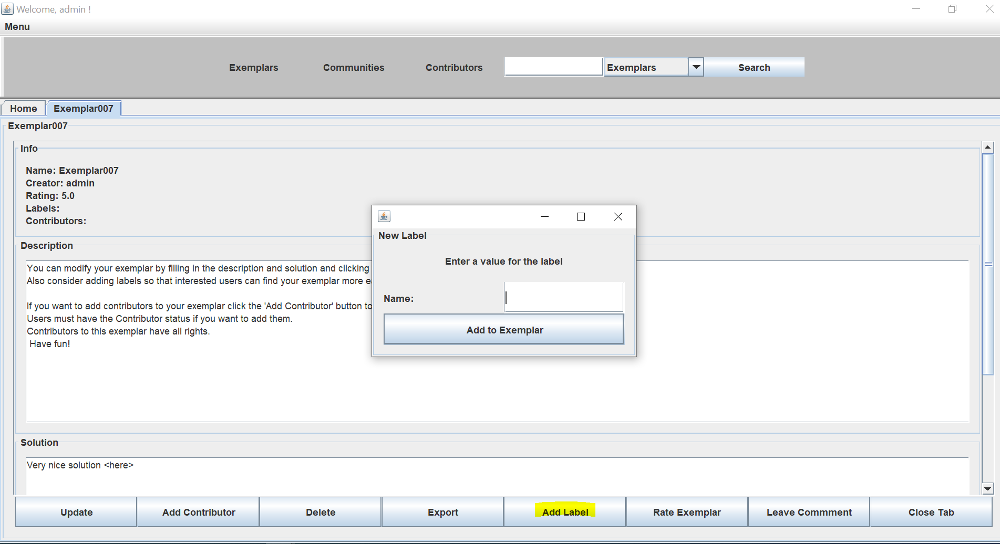 Welcome, admin !
Menu
Exemplars Communities Contributors Exemplars Search
Home Exemplar007
Exemplar007
Info
Name: Exemplar007
Creator: admin
Rating: 5.0
Labels:
Contributors:
Description
You can modify your exemplar by filling in the description and solution and clicking
Also consider adding labels so that interested users can find your exemplar more
If you want to add contributors to your exemplar click the 'Add Contributor' button to
Users must have the Contributor status if you want to add them.
Contributors to this exemplar have all rights.
Have fun!
New Label
Enter a value for the label
Name:
Add to Exemplar
Solution
Very nice solution <here>
Update Add Contributor Delete Export Add Label Rate Exemplar Leave Commment Close Tab